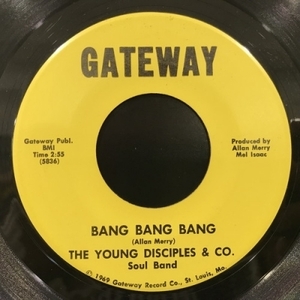 GATEWAY
Gateway Publ.
BMI
Time 2:55
(5836)
Produced by
Allan Merry
Mel Isaac
BANG BANG BANG
(Allan Merry)
THE YOUNG DISCIPLES & CO.
Soul Band
© 1969 Gateway Record Co., St. Louis, Mo.